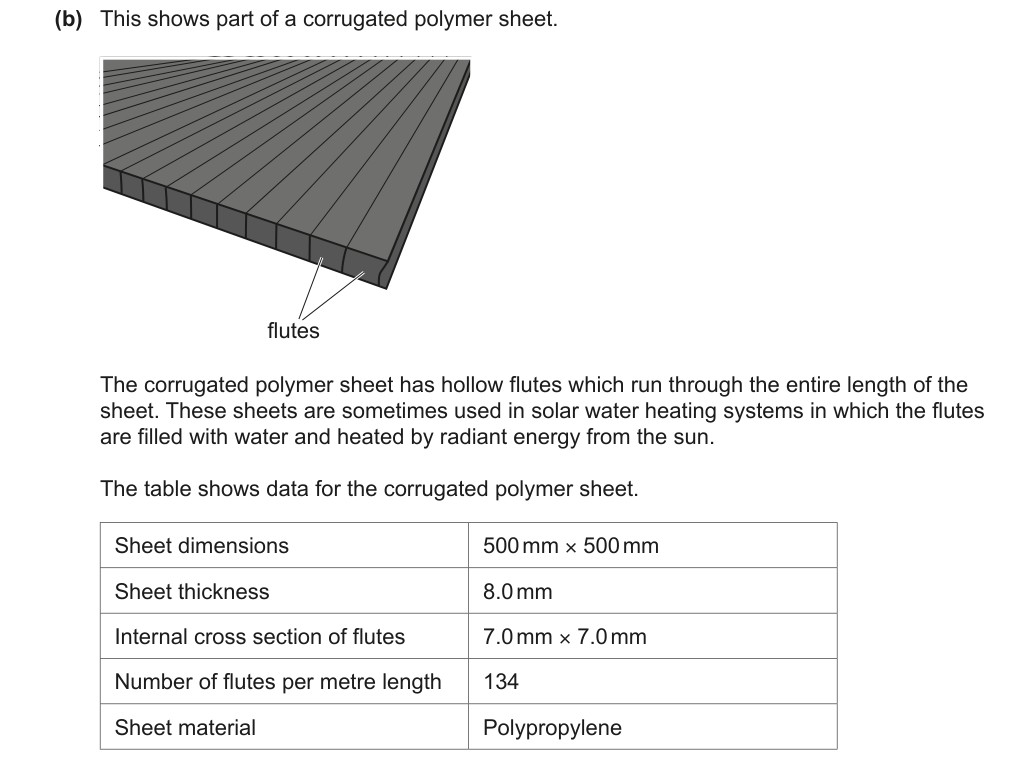 (b) This shows part of a corrugated polymer sheet.
flutes
The corrugated polymer sheet has hollow flutes which run through the entire length of the
sheet. These sheets are sometimes used in solar water heating systems in which the flutes
are filled with water and heated by radiant energy from the sun.
The table shows data for the corrugated polymer sheet.
Sheet dimensions 500 mm × 500 mm
Sheet thickness 8.0 mm
Internal cross section of flutes 7.0 mm × 7.0 mm
Number of flutes per metre length 134
Sheet material Polypropylene